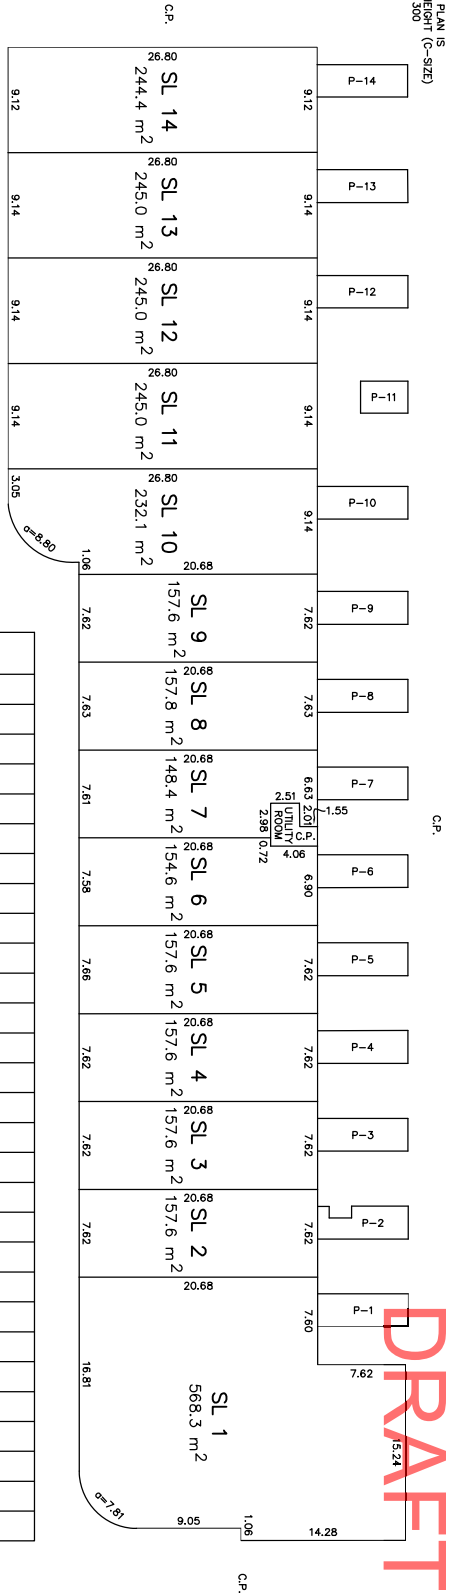 PLAN IS
EIGHT (C-SIZE)
300
C.P.
P-14
26.80
SL 14
244.4 m2
9.12
9.12
P-13
26.80
SL 13
245.0 m2
9.14
9.14
P-12
26.80
SL 12
245.0 m2
9.14
9.14
P-11
26.80
SL 11
245.0 m2
9.14
9.14
P-10
26.80
SL 10
232.1 m2
9.14
3.05
a=8.80
1.06
20.68
P-9
SL 9
157.6 m2
7.62
7.62
P-8
20.68
SL 8
157.8 m2
7.63
7.63
C.P.
P-7
20.68
SL 7
148.4 m2
6.63
7.61
2.01
1.55
2.51
UTILITY
ROOM
C.P.
2.98
0.72
4.06
P-6
20.68
SL 6
154.6 m2
6.90
7.58
P-5
20.68
SL 5
157.6 m2
7.62
7.66
P-4
20.68
SL 4
157.6 m2
7.62
7.62
P-3
20.68
SL 3
157.6 m2
7.62
7.62
P-2
20.68
SL 2
157.6 m2
7.62
7.62
P-1
20.68
7.60
7.62
SL 1
568.3 m2
15.24
16.81
a=7.81
9.05
1.06
14.28
C.P.
DRAFT